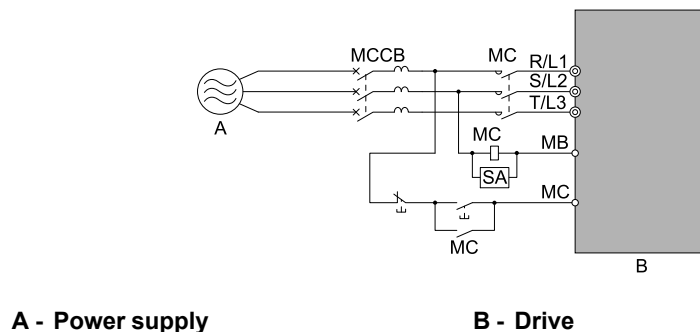 MCCB
MC
R/L1
S/L2
T/L3
A
MC
MB
SA
MC
MC
B
A - Power supply
B - Drive